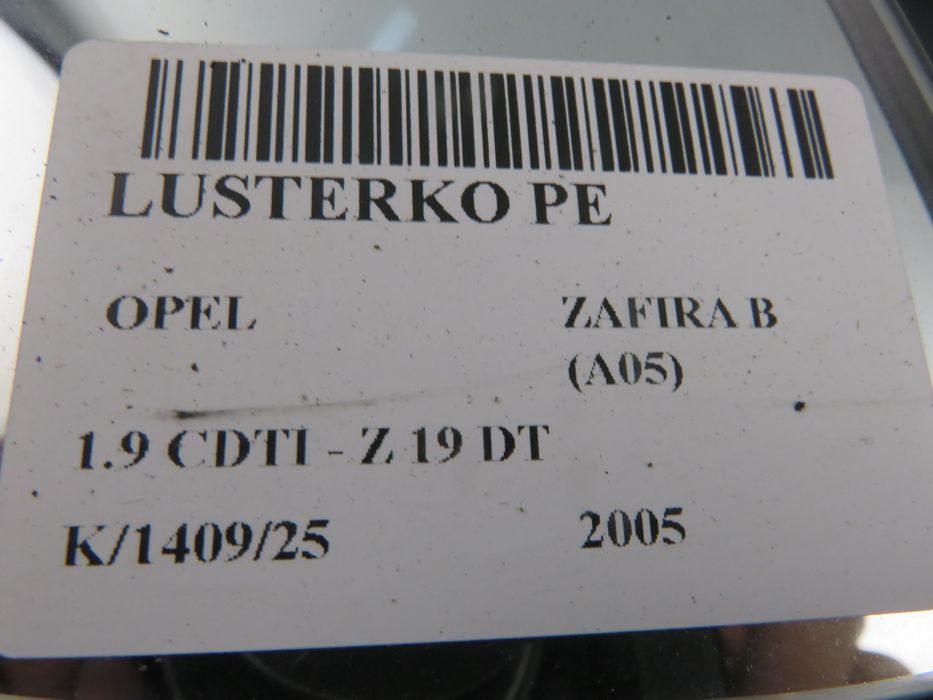 LUSTERKO PE
OPEL ZAFIRA B
(A05)
1.9 CDTI - Z 19 DT
K/1409/25 2005